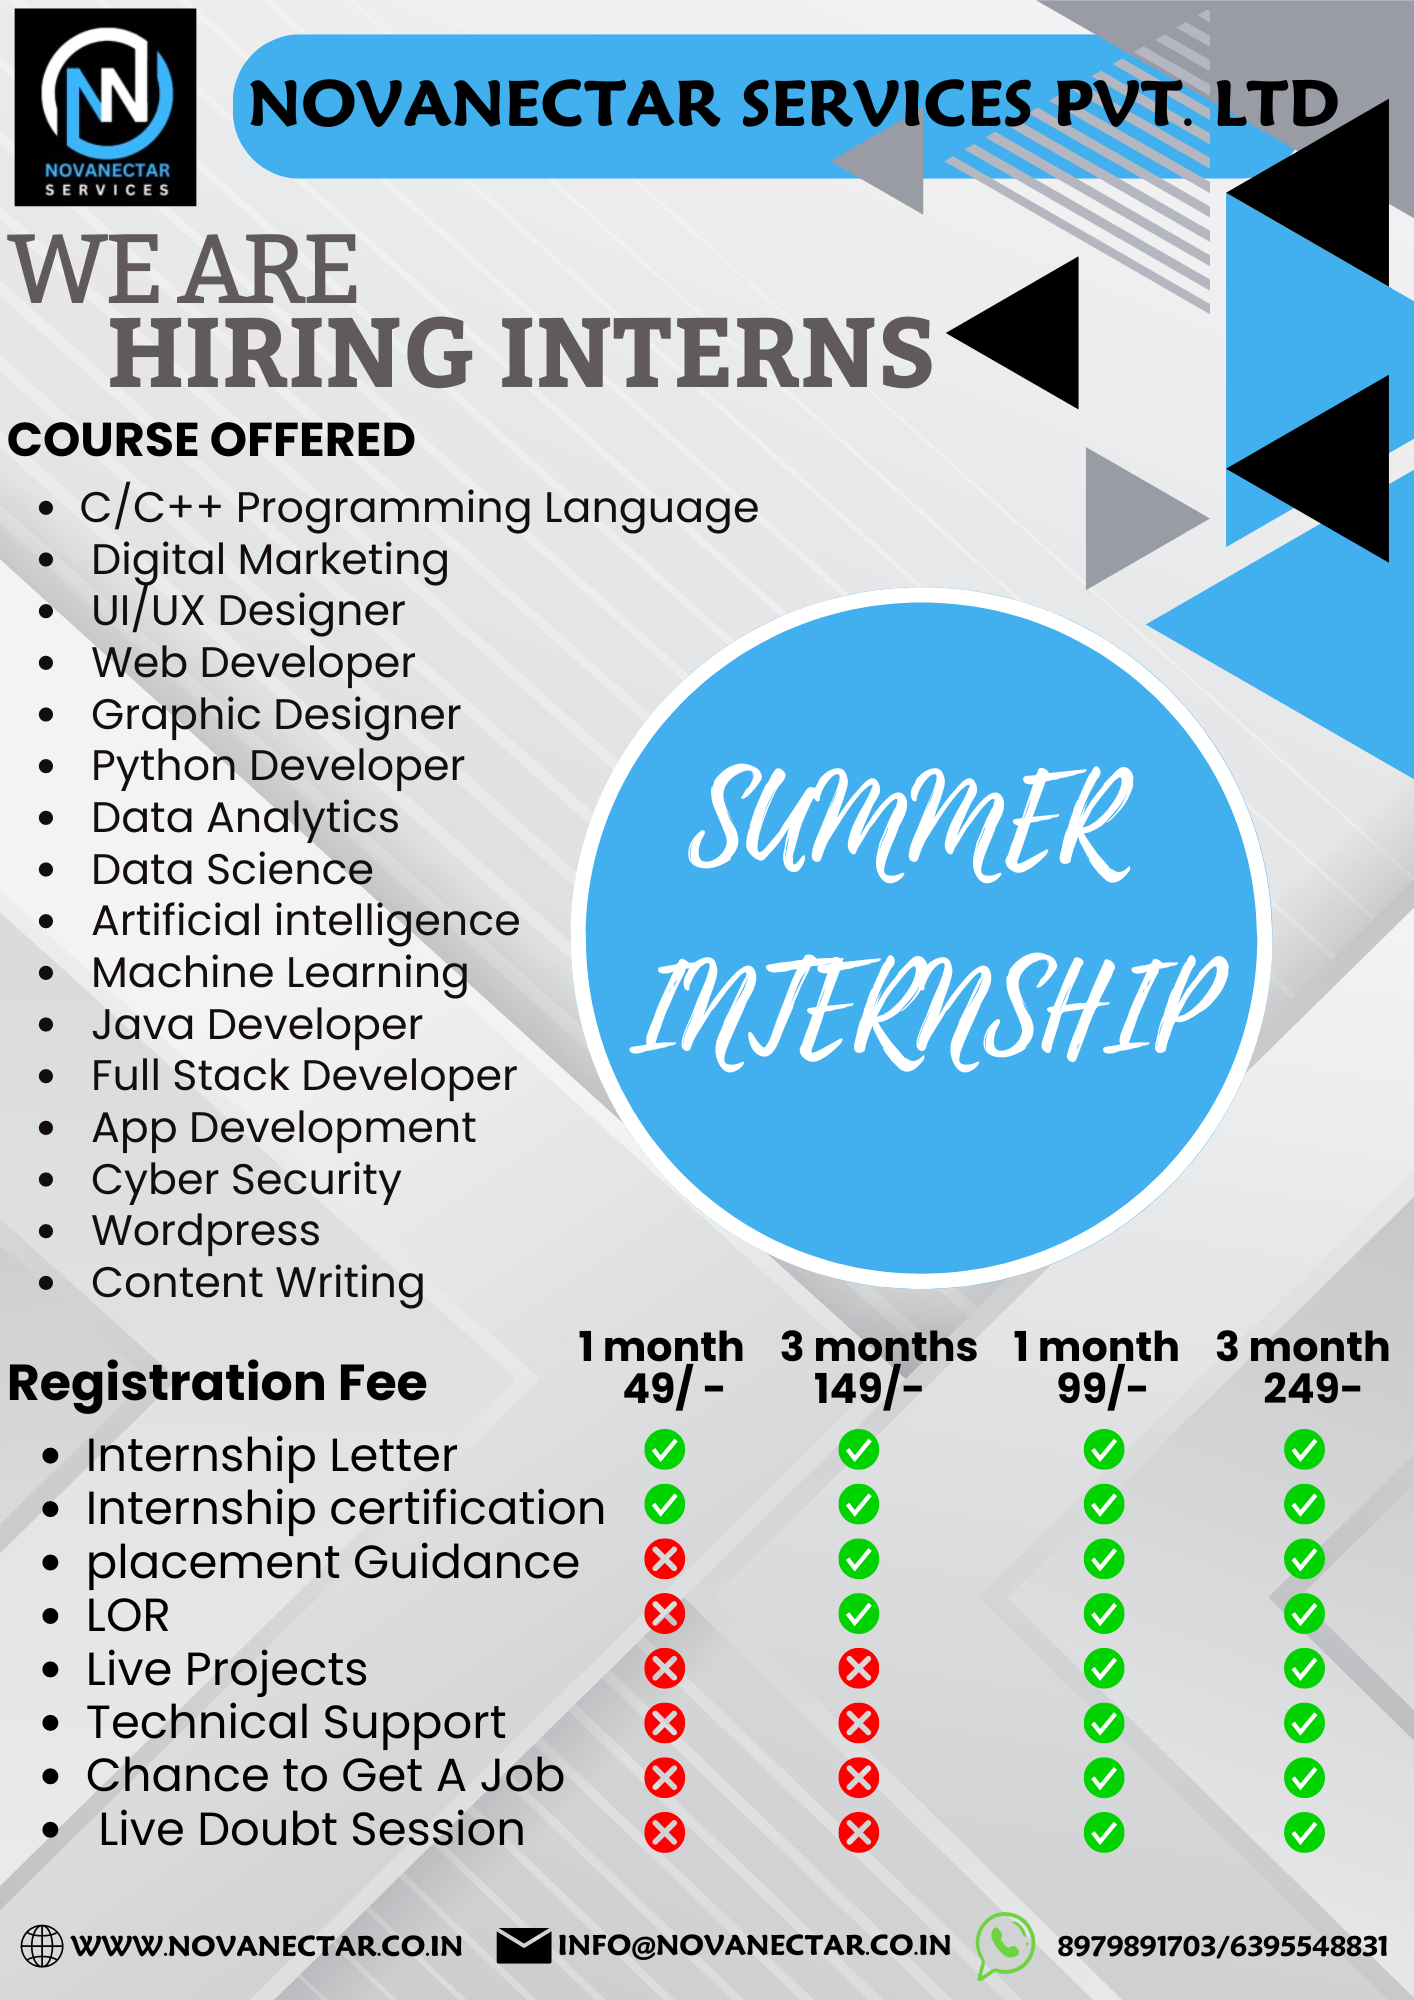 NN
NOVANECTAR
SERVICES
NOVANECTAR SERVICES PVT. LTD
WE ARE
HIRING INTERNS
COURSE OFFERED
• C/C++ Programming Language
• Digital Marketing
• UI/UX Designer
• Web Developer
• Graphic Designer
• Python Developer
• Data Analytics
• Data Science
• Artificial intelligence
• Machine Learning
• Java Developer
• Full Stack Developer
• App Development
• Cyber Security
• Wordpress
• Content Writing
SUMMER
INTERNSHIP
1 month 3 months 1 month 3 month
Registration Fee 49/ - 149/- 99/- 249-
• Internship Letter
• Internship certification
• placement Guidance
• LOR
• Live Projects
• Technical Support
• Chance to Get A Job
• Live Doubt Session
WWW.NOVANECTAR.CO.IN INFO@NOVANECTAR.CO.IN 8979891703/6395548831